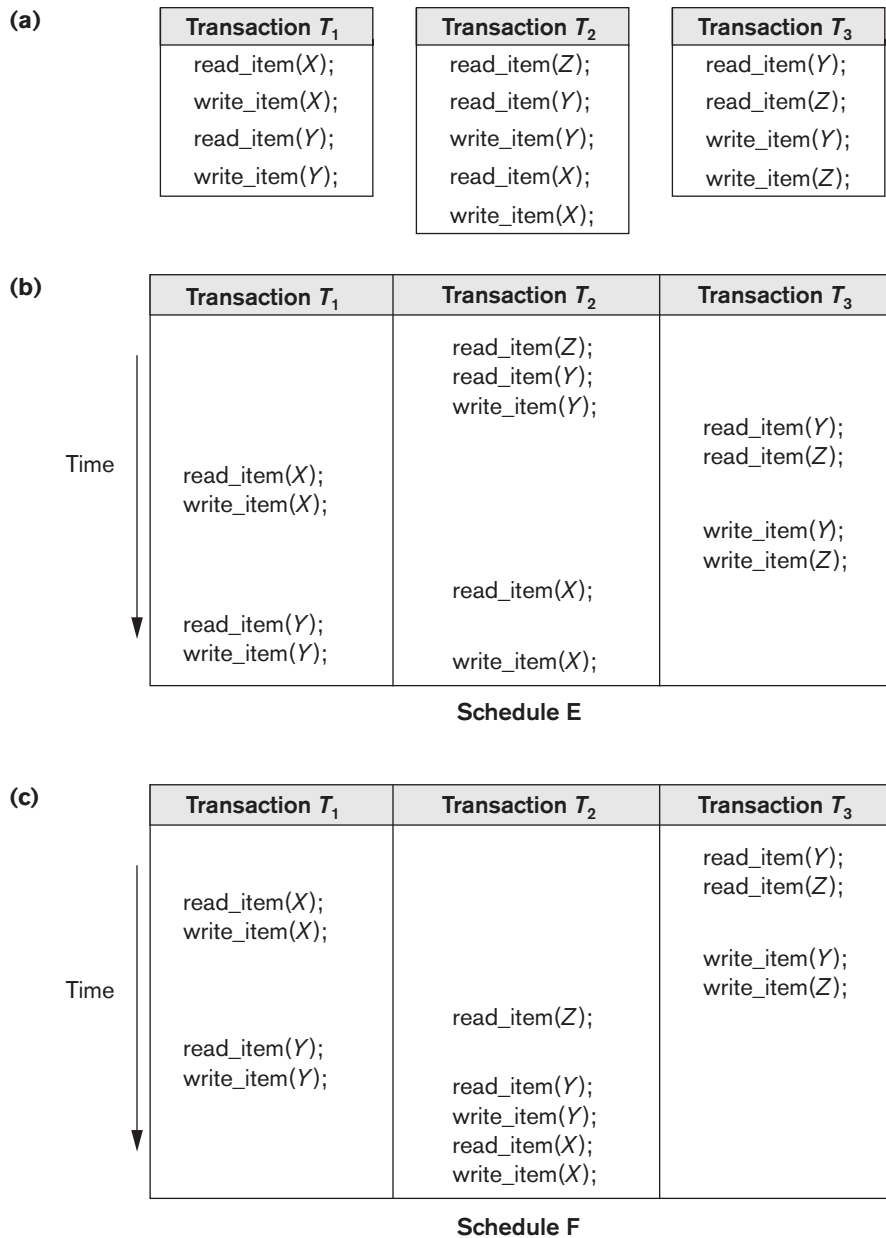 (a)
Transaction T1 Transaction T2 Transaction T3
read_item(X); read_item(Z); read_item(Y);
write_item(X); read_item(Y); read_item(Z);
read_item(Y); write_item(Y); write_item(Y);
write_item(Y); read_item(X); write_item(Z);
write_item(X);
(b)
Transaction T1 Transaction T2 Transaction T3
read_item(Z);
read_item(Y);
write_item(Y);
read_item(Y);
Time read_item(Z);
read_item(X);
write_item(X);
write_item(Y);
write_item(Z);
read_item(X);
read_item(Y);
write_item(Y);
write_item(X);
Schedule E
(c)
Transaction T1 Transaction T2 Transaction T3
read_item(Y);
read_item(Z);
read_item(X);
write_item(X);
write_item(Y);
Time write_item(Z);
read_item(Z);
read_item(Y);
write_item(Y);
read_item(Y);
write_item(Y);
read_item(X);
write_item(X);
Schedule F